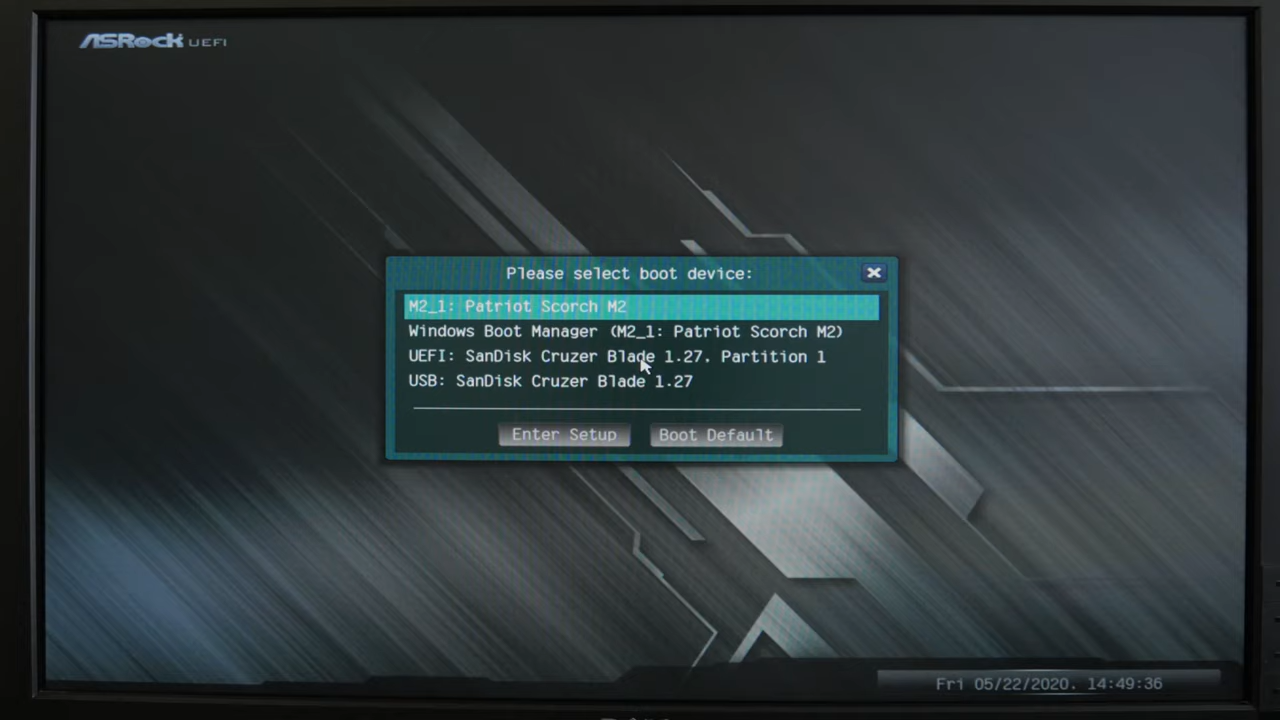 ASRock UEFI
Please select boot device:
M2_1: Patriot Scorch M2
Windows Boot Manager (M2_1: Patriot Scorch M2)
UEFI: SanDisk Cruzer Blade 1.27. Partition 1
USB: SanDisk Cruzer Blade 1.27
Enter Setup
Boot Default
Fri 05/22/2020. 14:49:36